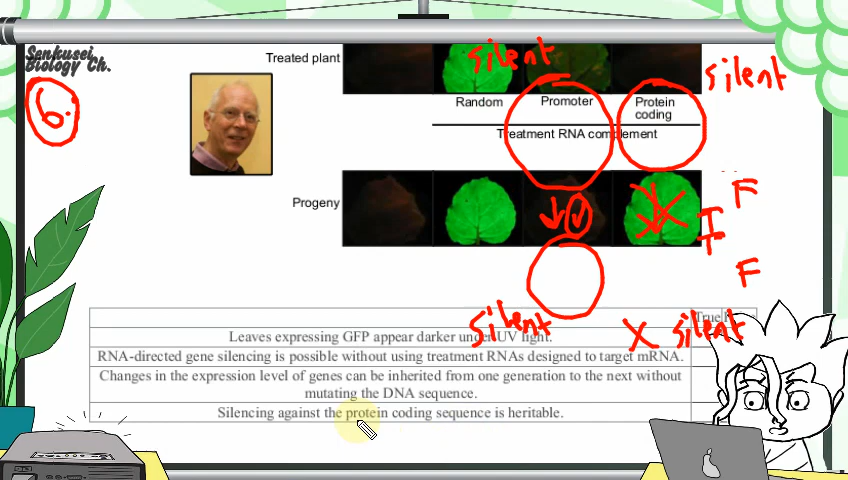 Senkusei
Biology Ch.
6.
Treated plant
silent
silent
Random
Promoter
Protein
coding
Treatment RNA complement
Progeny
F
I
F
silent
X silent
True
Leaves expressing GFP appear darker under UV light.
RNA-directed gene silencing is possible without using treatment RNAs designed to target mRNA.
Changes in the expression level of genes can be inherited from one generation to the next without
mutating the DNA sequence.
Silencing against the protein coding sequence is heritable.